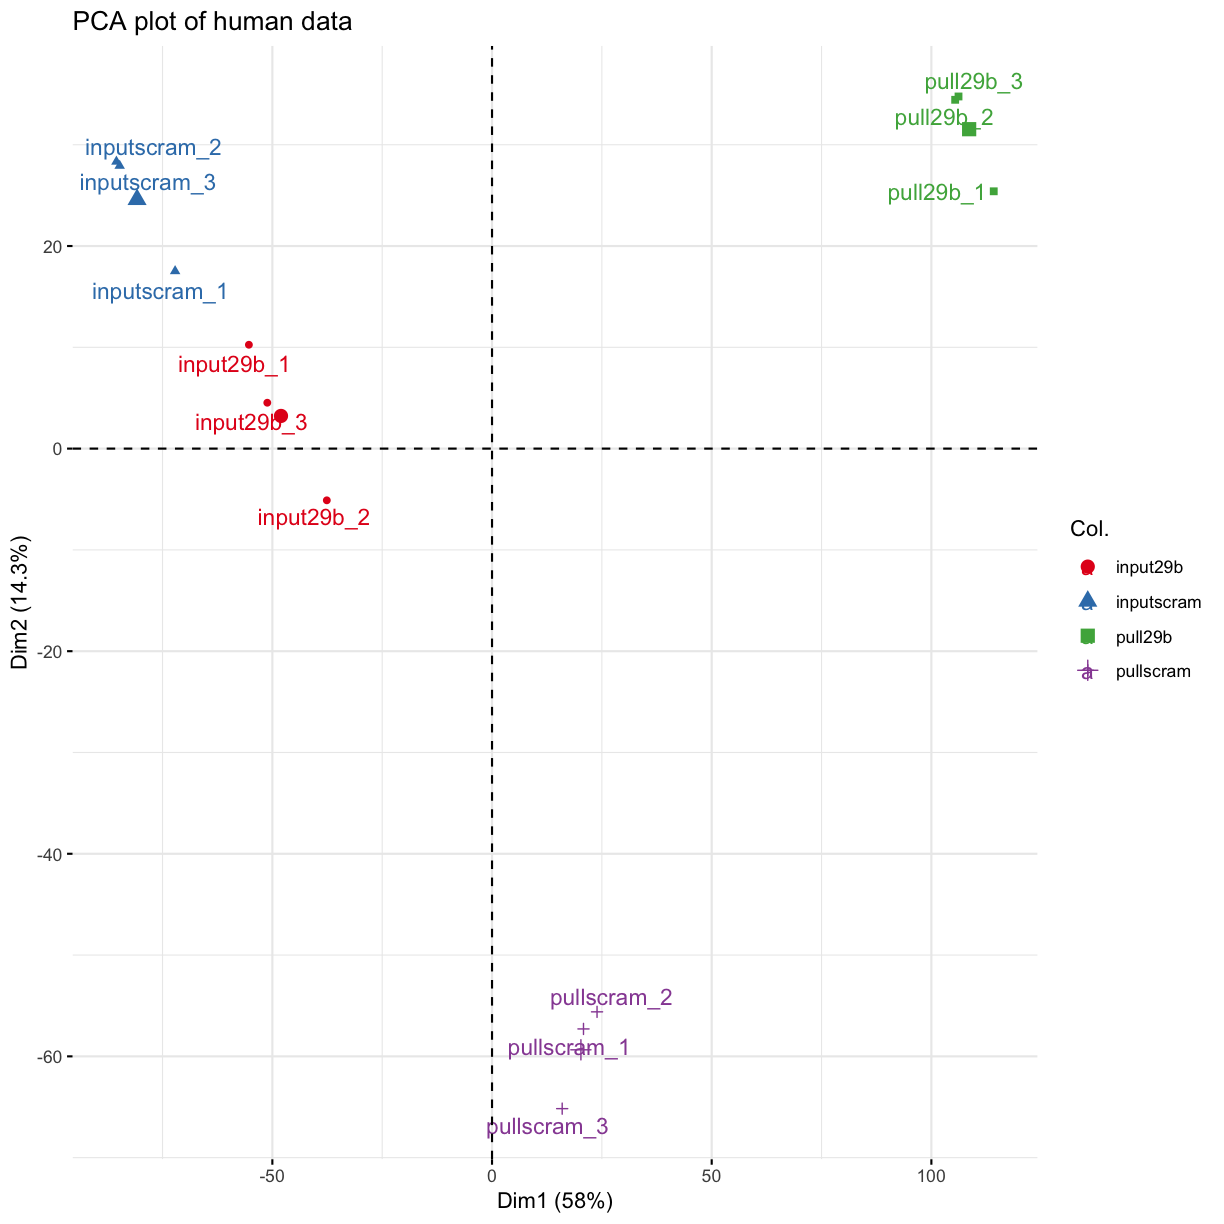 PCA plot of human data
pull29b_3
pull29b_2
pull29b_1
inputscram_2
inputscram_3
inputscram_1
input29b_1
input29b_3
input29b_2
pullscram_2
pullscram_1
pullscram_3
20
0
-20
-40
-60
Dim2 (14.3%)
-50
0
50
100
Dim1 (58%)
Col.
a input29b
a inputscram
a pull29b
a pullscram